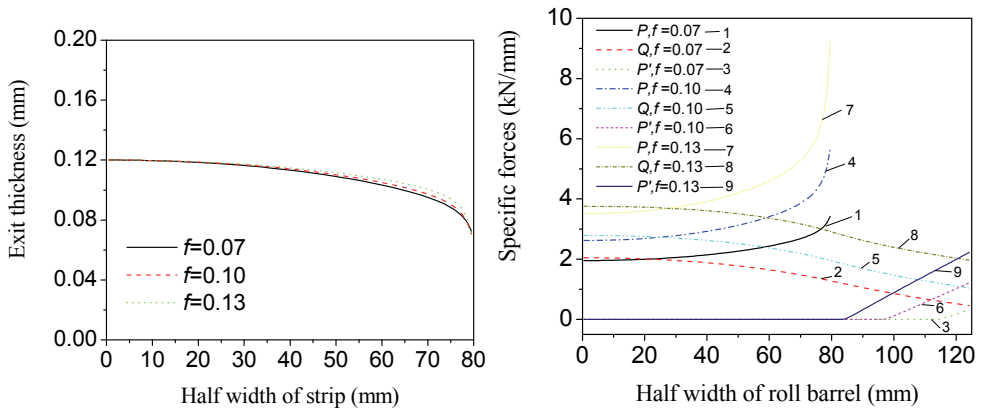 Exit thickness (mm)
0.20
0.16
0.12
0.08
0.04
0.00
f=0.07
f=0.10
f=0.13
0 10 20 30 40 50 60 70 80
Half width of strip (mm)
Specific forces (kN/mm)
10
8
6
4
2
0
P,f=0.07 1
Q,f=0.07 2
P',f=0.07 3
P,f=0.10 4
Q,f=0.10 5
P',f=0.10 6
P,f=0.13 7
Q,f=0.13 8
P',f=0.13 9
7
4
1
8
5
2
9
6
3
0 20 40 60 80 100 120
Half width of roll barrel (mm)